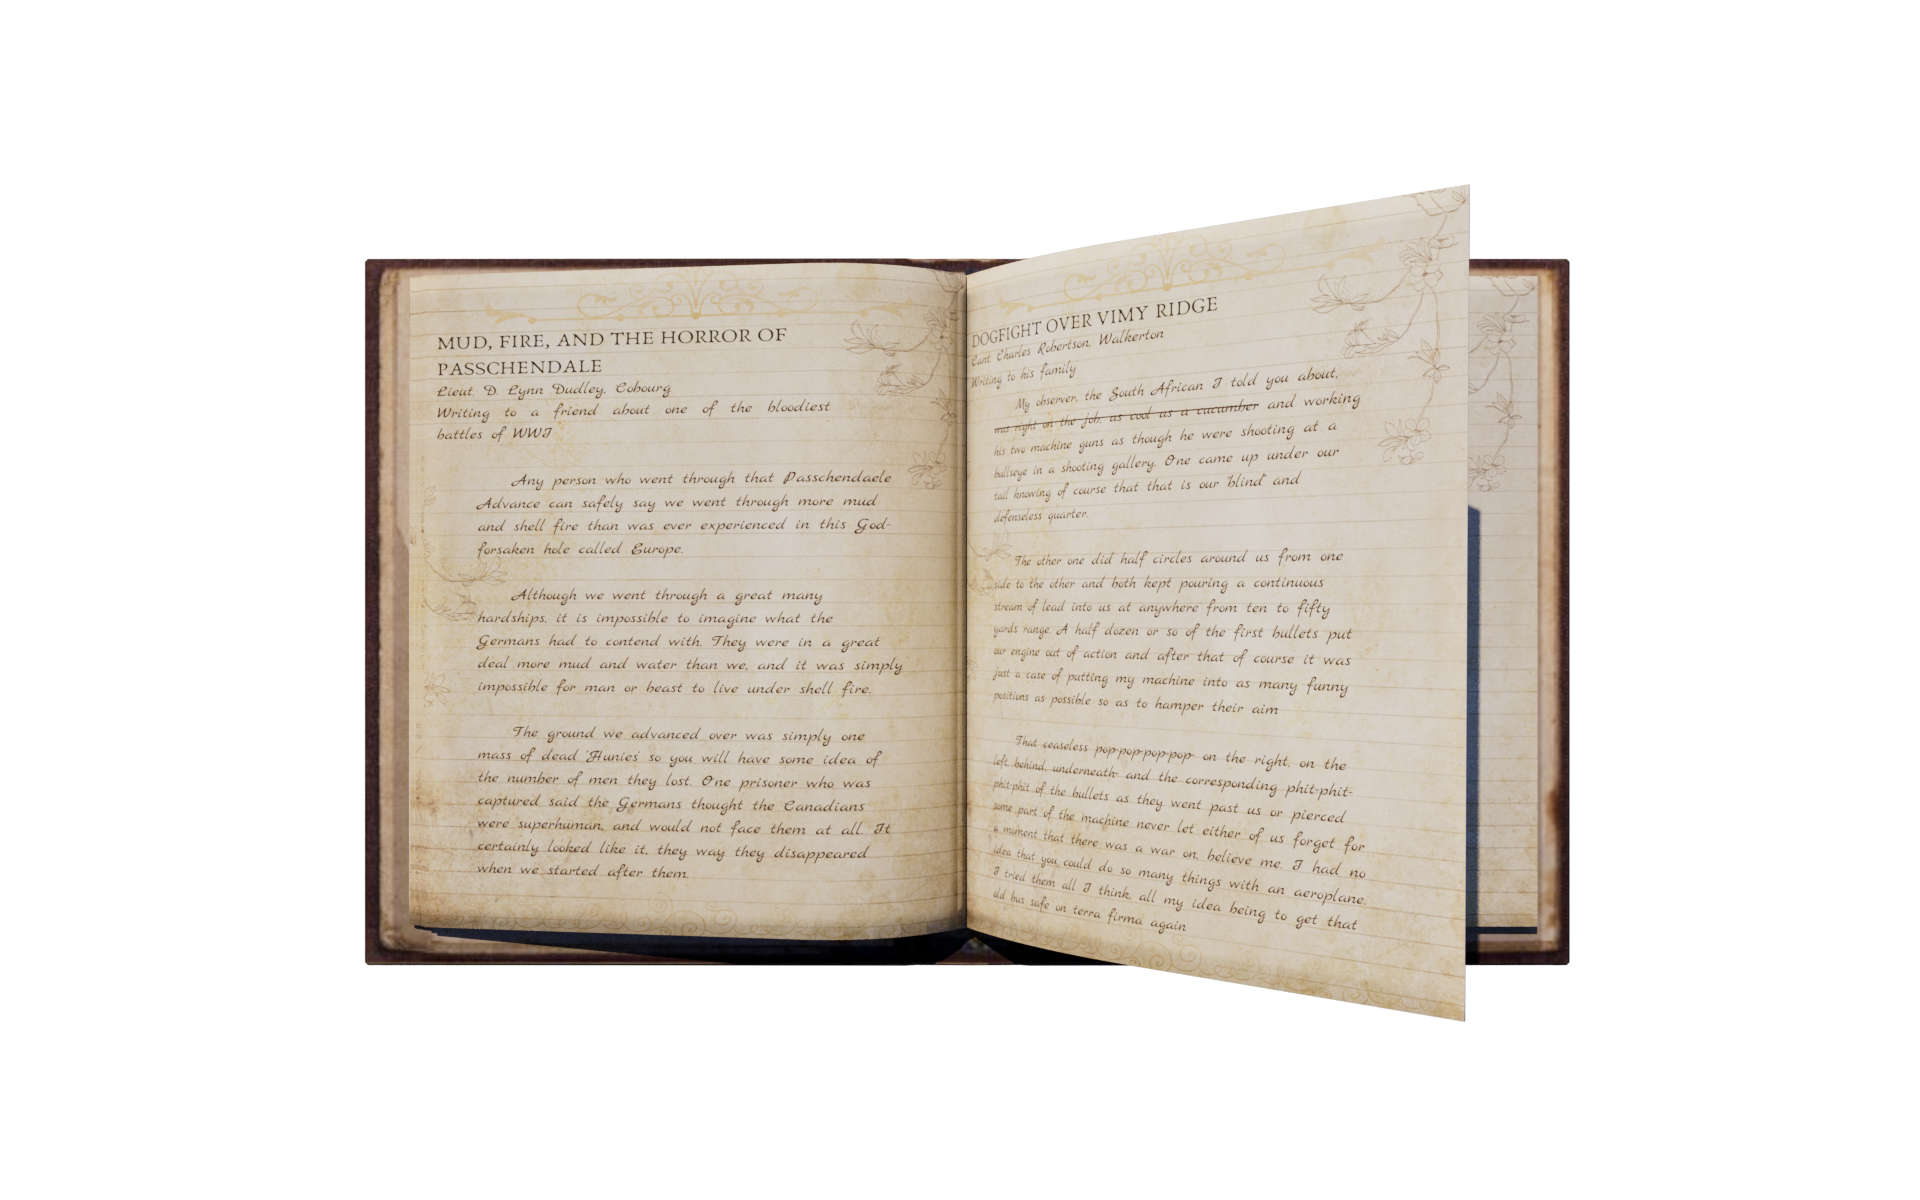 MUD, FIRE, AND THE HORROR OF
PASSCHENDALE
Lieut. D. Lynn Dudley, Cobourg
Writing to a friend about one of the bloodiest
battles of WWI
Any person who went through that Passchendaele
Advance can safely say we went through more mud
and shell fire than was ever experienced in this God-
forsaken hole called Europe.
Although we went through a great many
hardships, it is impossible to imagine what the
Germans had to contend with. They were in a great
deal more mud and water than we, and it was simply
impossible for man or beast to live under shell fire.
The ground we advanced over was simply one
mass of dead 'Hunies' so you will have some idea of
the number of men they lost. One prisoner who was
captured said the Germans thought the Canadians
were superhuman, and would not face them at all. It
certainly looked like it, they way they disappeared
when we started after them.
DOGFIGHT OVER VIMY RIDGE
Charles Robertson, Walkerton
Writing to his family
My observer, the South African I told you about,
was right on the job, as cool as a cucumber and working
his two machine guns as though he were shooting at a
bullseye in a shooting gallery. One came up under our
tail knowing of course that that is our "blind" and
defenseless quarter.
The other one did half circles around us from one
side to the other and both kept pouring a continuous
stream of lead into us at anywhere from ten to fifty
yards range. A half dozen or so of the first bullets put
our engine out of action and after that of course it was
just a case of putting my machine into as many funny
positions as possible so as to hamper their aim
That ceaseless pop-pop-pop-pop on the right, on the
left, behind, underneath- and the corresponding phit-phit-
phit-phit of the bullets as they went past us or pierced
some part of the machine never let either of us forget for
a moment that there was a war on, believe me. I had no
idea that you could do so many things with an aeroplane.
I tried them all I think, all my idea being to get that
old bus safe on terra firma again